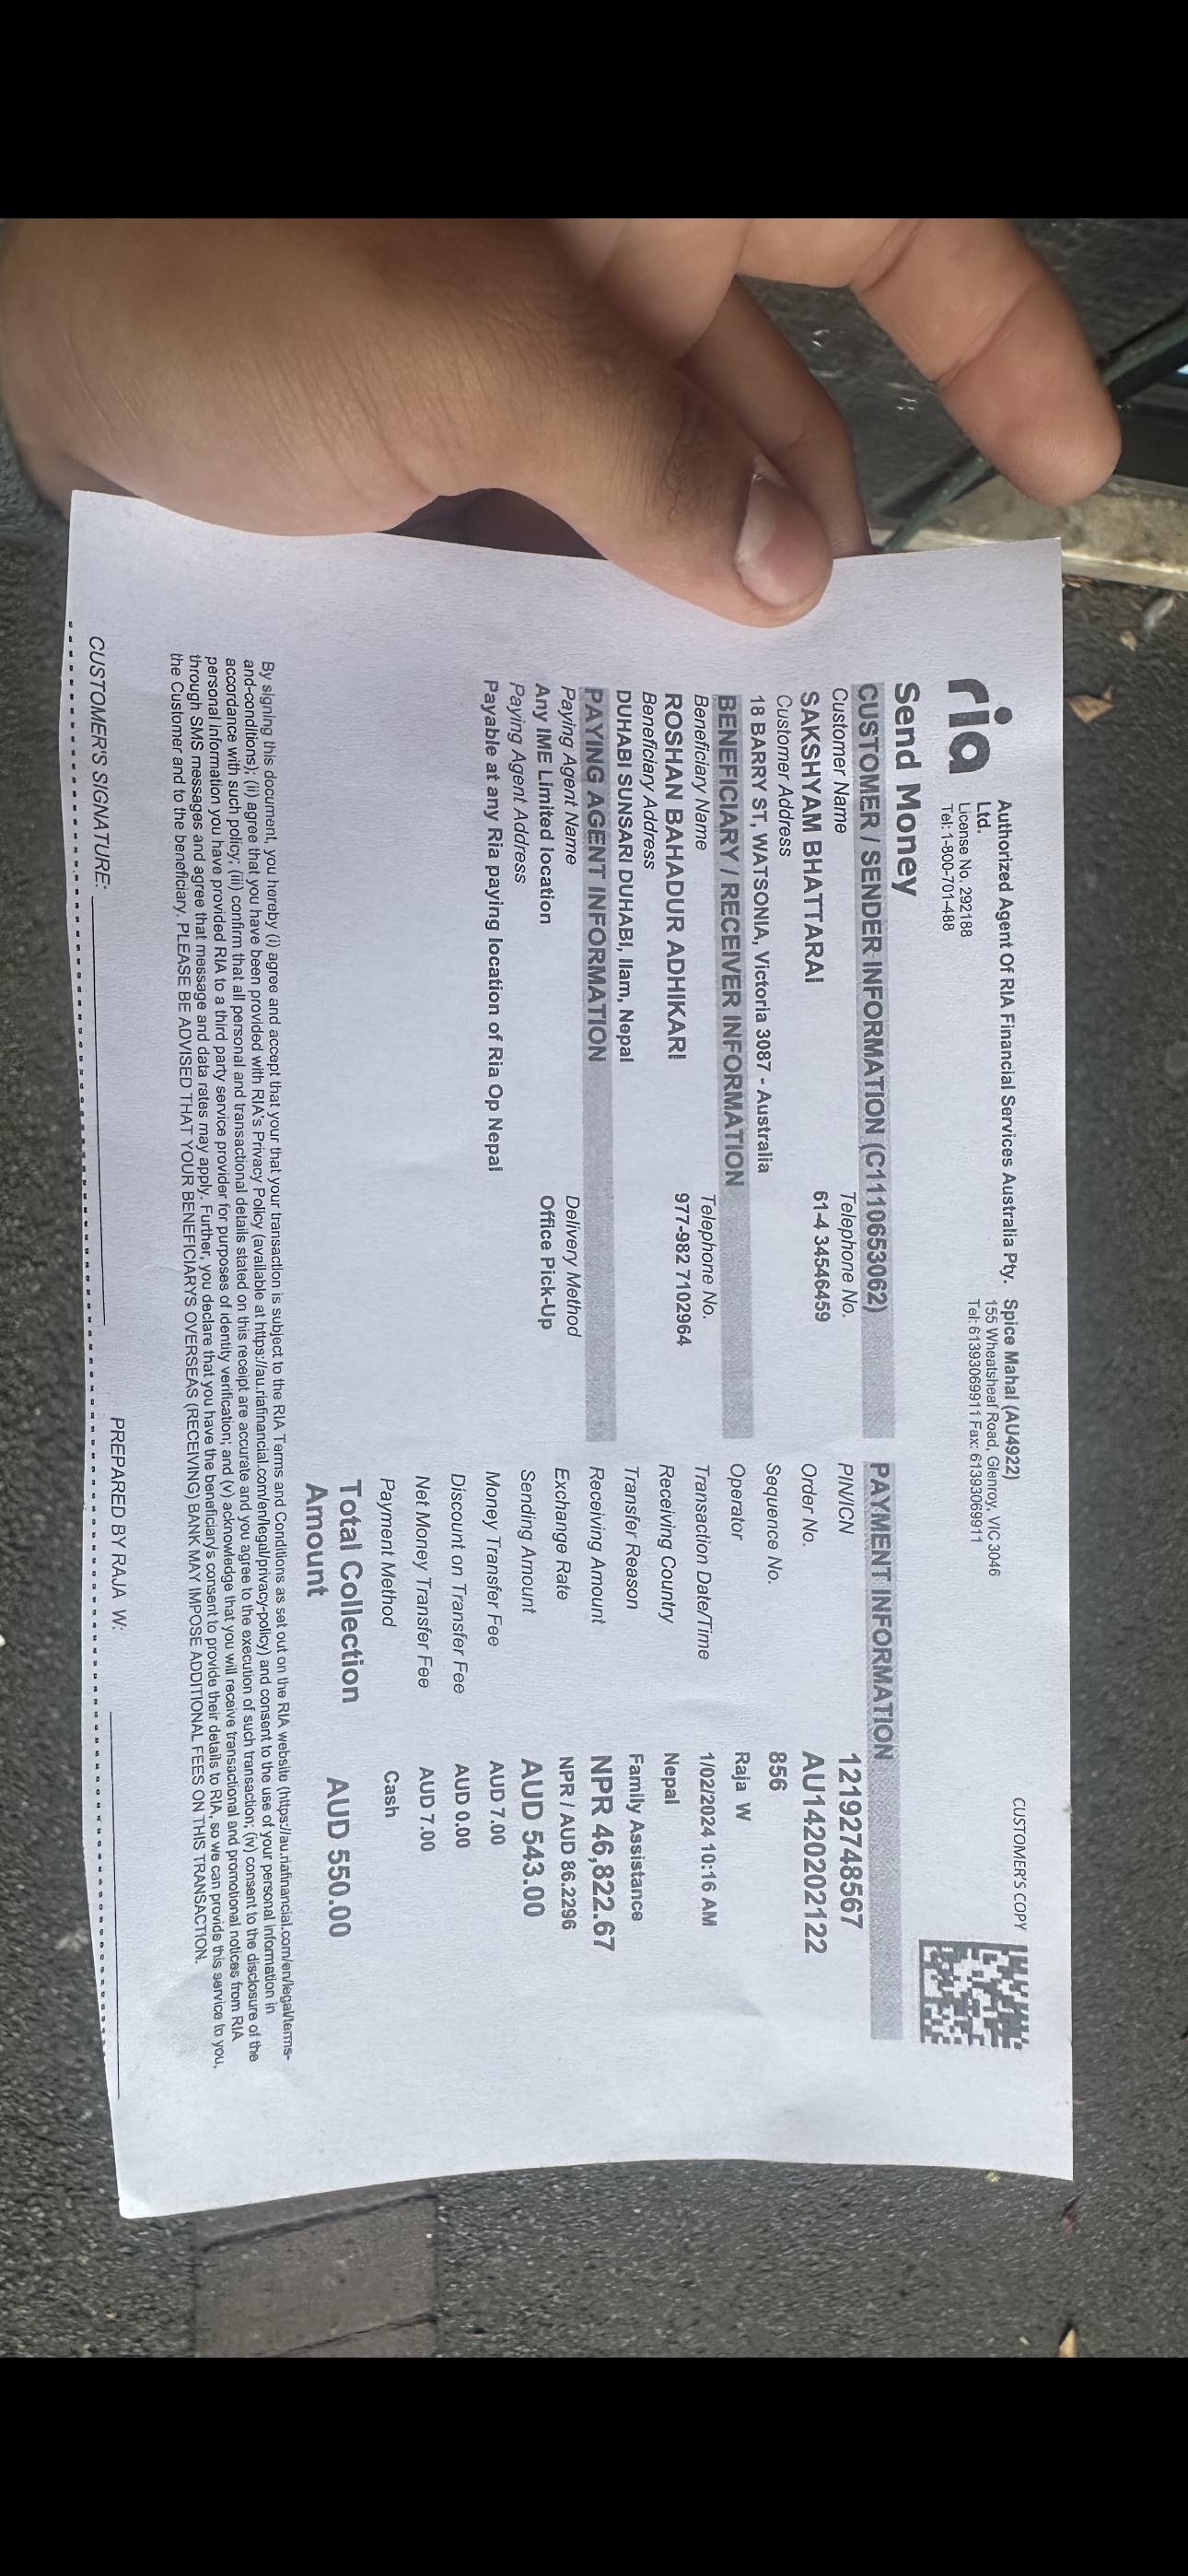 ria
Authorized Agent Of RIA Financial Services Australia Pty. Ltd.
License No. 292188
Tel: 1-800-701-488
Spice Mahal (AU4922)
155 Wheatsheaf Road, Glenroy, VIC 3046
Tel: 61393069911 Fax: 61393069911
CUSTOMER'S COPY
Send Money
CUSTOMER / SENDER INFORMATION (C1110653062)
Customer Name Telephone No.
SAKSHYAM BHATTARAI 61-4 34546459
Customer Address
18 BARRY ST, WATSONIA, Victoria 3087 - Australia
BENEFICIARY / RECEIVER INFORMATION
Beneficiary Name Telephone No.
ROSHAN BAHADUR ADHIKARI 977-982 7102964
Beneficiary Address
DUHABI SUNSARI DUHABI, Ilam, Nepal
PAYING AGENT INFORMATION
Paying Agent Name Delivery Method
Any IME Limited location Office Pick-Up
Paying Agent Address
Payable at any Ria paying location of Ria Op Nepal
PAYMENT INFORMATION
PIN/ICN 12192748567
Order No. AU1420202122
Sequence No. 856
Operator Raja W
Transaction Date/Time 1/02/2024 10:16 AM
Receiving Country Nepal
Transfer Reason Family Assistance
Receiving Amount NPR 46,822.67
Exchange Rate NPR / AUD 86.2296
Sending Amount AUD 543.00
Money Transfer Fee AUD 7.00
Discount on Transfer Fee AUD 0.00
Net Money Transfer Fee AUD 7.00
Payment Method Cash
Total Collection Amount AUD 550.00
By signing this document, you hereby (i) agree and accept that your that your transaction is subject to the RIA Terms and Conditions as set out on the RIA website (https://au.riafinancial.com/en/legal/terms-
and-conditions); (ii) agree that you have been provided with RIA's Privacy Policy (available at https://au.riafinancial.com/en/legal/privacy-policy) and consent to the use of your personal information in
accordance with such policy; (iii) confirm that all personal and transactional details stated on this receipt are accurate and you agree to the execution of such transaction; (iv) consent to the disclosure of the
personal information you have provided RIA to a third party service provider for purposes of identity verification; and (v) acknowledge that you will receive transactional and promotional notices from RIA
through SMS messages and agree that message and data rates may apply. Further, you declare that you have the beneficiary's consent to provide their details to RIA, so we can provide this service to you,
the Customer and to the beneficiary. PLEASE BE ADVISED THAT YOUR BENEFICIARYS OVERSEAS (RECEIVING) BANK MAY IMPOSE ADDITIONAL FEES ON THIS TRANSACTION.
CUSTOMER'S SIGNATURE: PREPARED BY RAJA W: